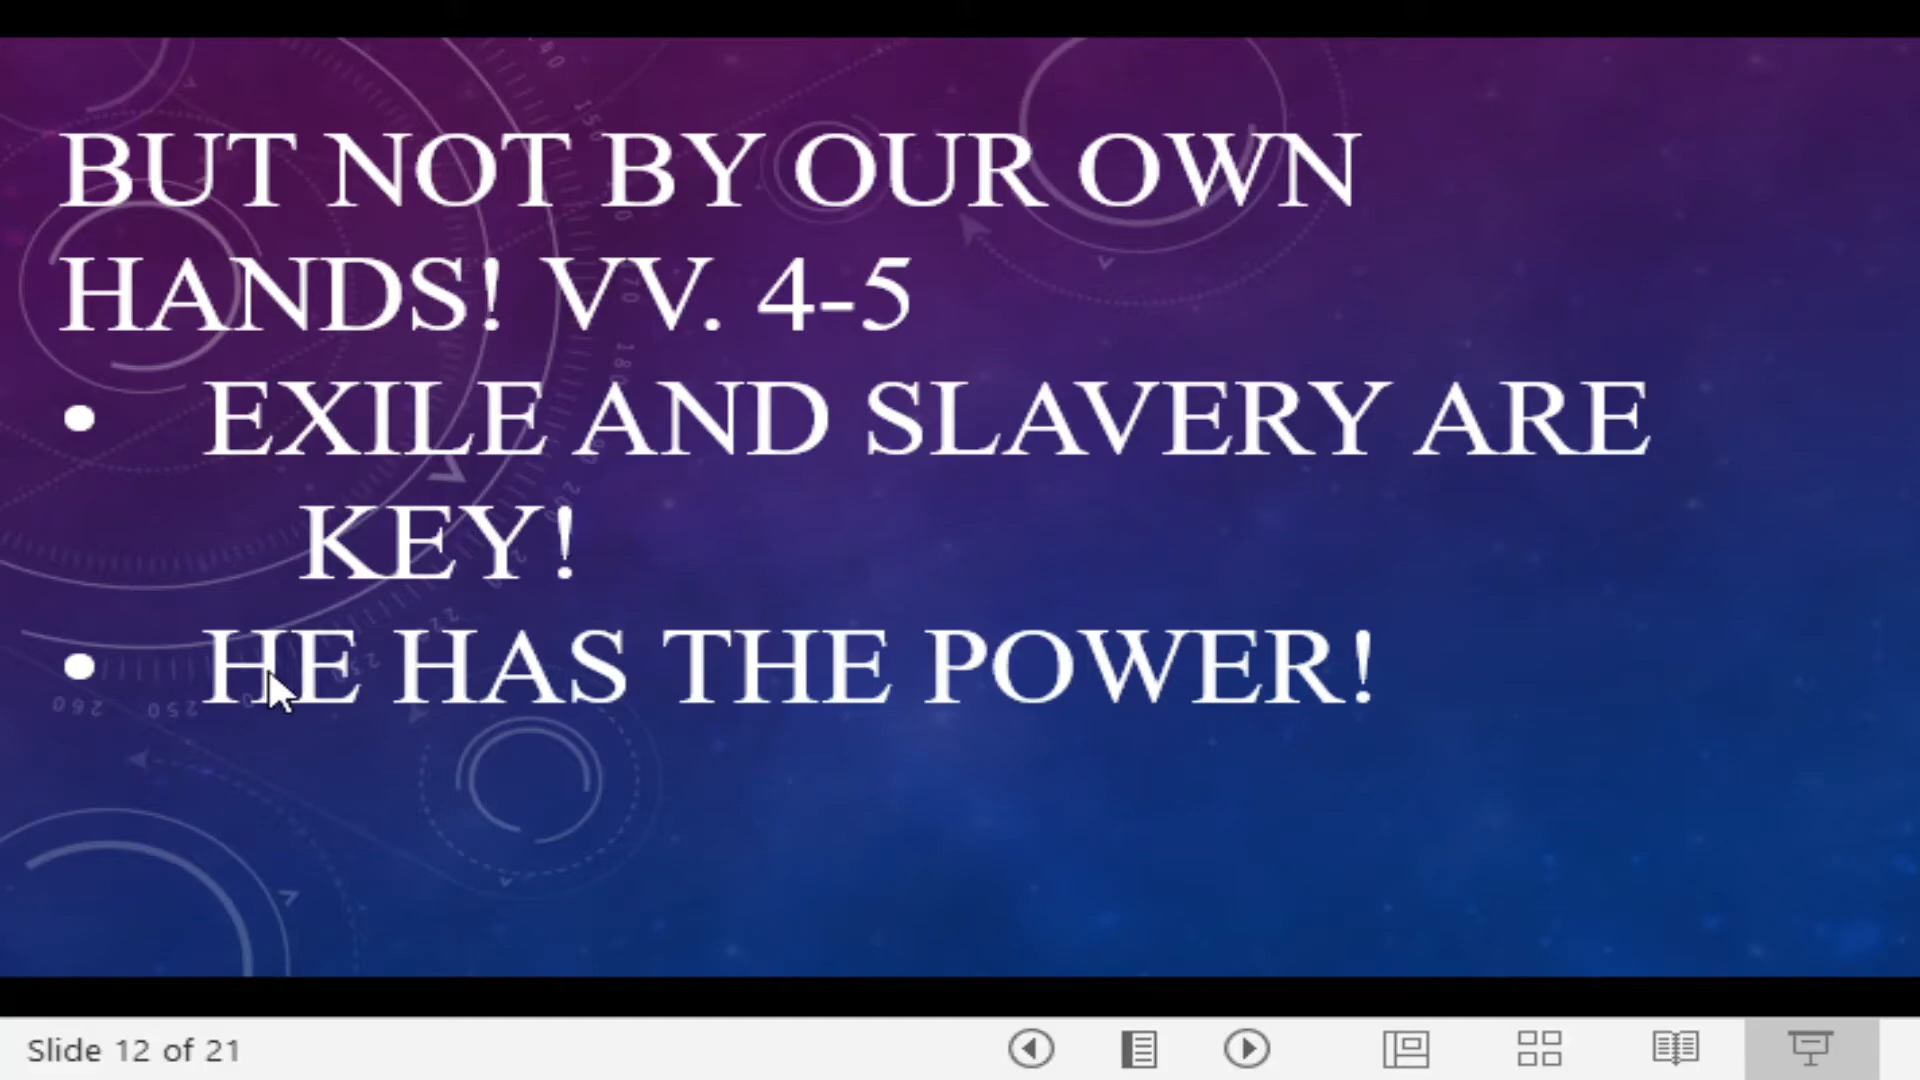 BUT NOT BY OUR OWN
HANDS! VV. 4-5
• EXILE AND SLAVERY ARE
KEY!
• HE HAS THE POWER!
Slide 12 of 21